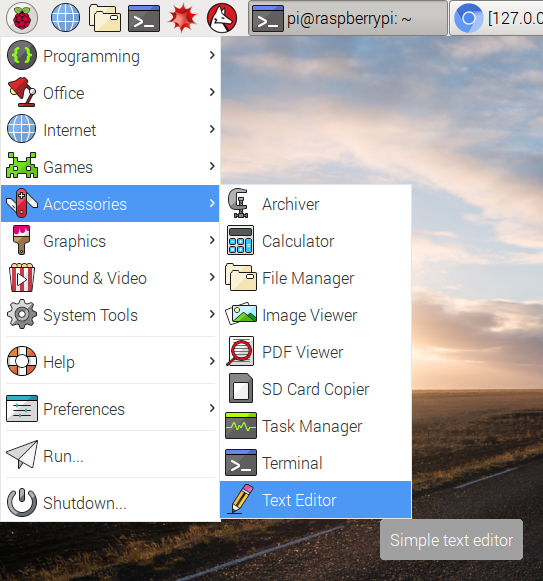 pi@raspberrypi: ~
[127.0.0
Programming
Office
Internet
Games
Accessories
Graphics
Sound & Video
System Tools
Help
Preferences
Run...
Shutdown...
Archiver
Calculator
File Manager
Image Viewer
PDF Viewer
SD Card Copier
Task Manager
Terminal
Text Editor
Simple text editor